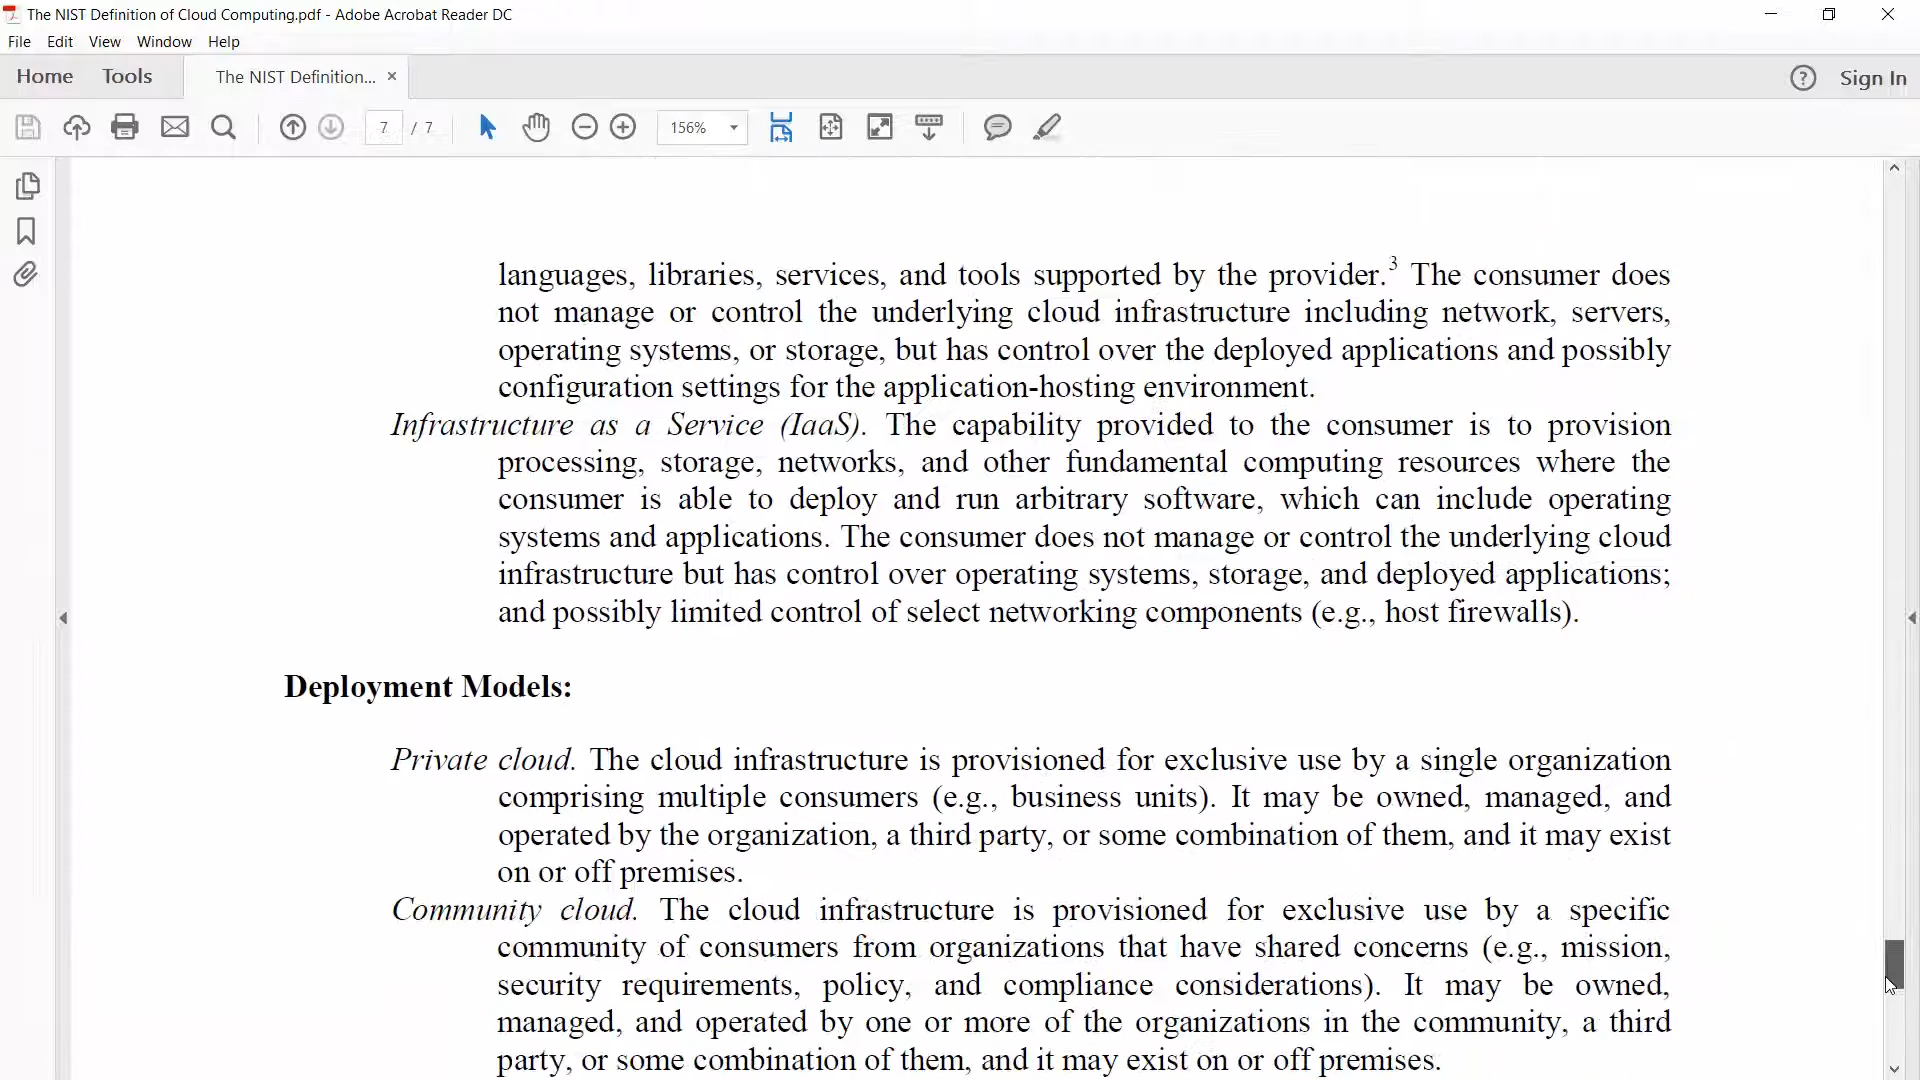 The NIST Definition of Cloud Computing.pdf - Adobe Acrobat Reader DC
File Edit View Window Help
Home Tools The NIST Definition... × Sign In
7 / 7 156%
languages, libraries, services, and tools supported by the provider.3 The consumer does
not manage or control the underlying cloud infrastructure including network, servers,
operating systems, or storage, but has control over the deployed applications and possibly
configuration settings for the application-hosting environment.
Infrastructure as a Service (IaaS). The capability provided to the consumer is to provision
processing, storage, networks, and other fundamental computing resources where the
consumer is able to deploy and run arbitrary software, which can include operating
systems and applications. The consumer does not manage or control the underlying cloud
infrastructure but has control over operating systems, storage, and deployed applications;
and possibly limited control of select networking components (e.g., host firewalls).
Deployment Models:
Private cloud. The cloud infrastructure is provisioned for exclusive use by a single organization
comprising multiple consumers (e.g., business units). It may be owned, managed, and
operated by the organization, a third party, or some combination of them, and it may exist
on or off premises.
Community cloud. The cloud infrastructure is provisioned for exclusive use by a specific
community of consumers from organizations that have shared concerns (e.g., mission,
security requirements, policy, and compliance considerations). It may be owned,
managed, and operated by one or more of the organizations in the community, a third
party, or some combination of them, and it may exist on or off premises.